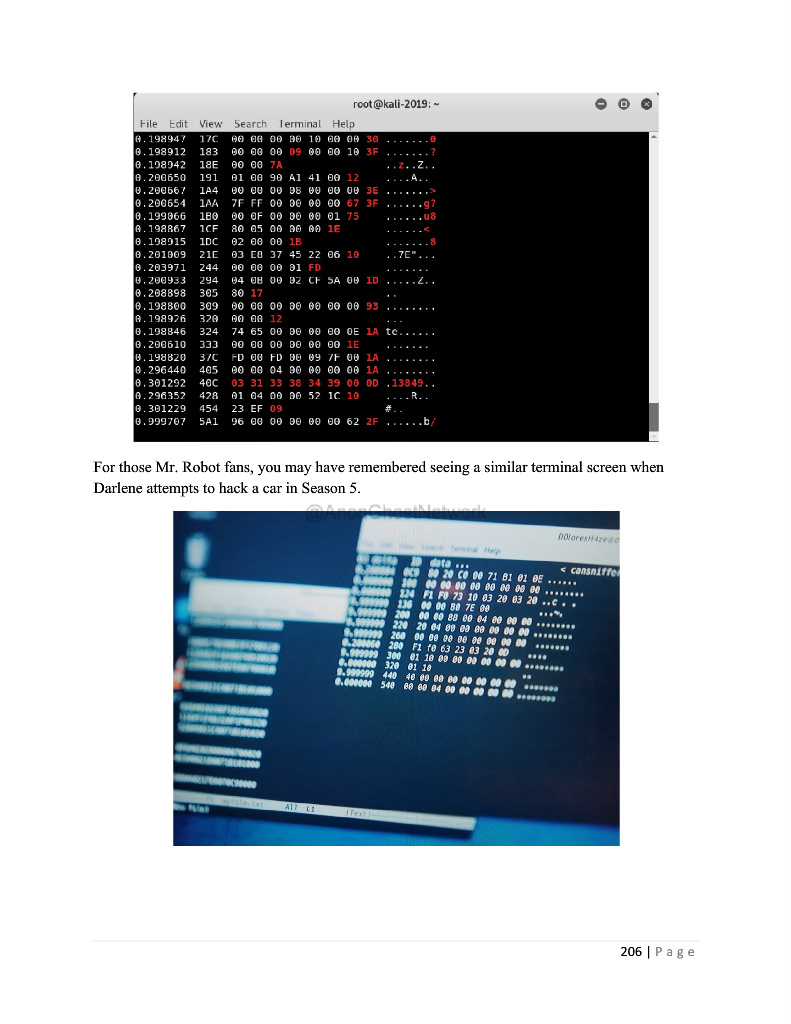 root@kali-2019: ~
File Edit View Search Terminal Help
0.198947 17C 00 00 00 00 10 00 00 30 .......0
0.198912 183 00 00 00 09 00 00 10 3F .......?
0.198942 18E 00 00 7A ..z..Z..
0.200650 191 01 00 90 A1 41 00 12 ....A..
0.200667 1A4 00 00 00 08 00 00 00 3E .......>
0.200654 1AA 7F FF 00 00 00 00 67 3F ......g?
0.199066 1B0 00 0F 00 00 00 01 75 ......u8
0.198867 1CF 80 05 00 00 00 1E ......<
0.198915 1DC 02 00 00 1B .......8
0.201009 21E 03 E8 37 45 22 06 10 ..7E"...
0.203971 244 00 00 00 01 FD .......
0.200933 294 04 0B 00 02 CF 5A 00 1D .....Z..
0.208898 305 80 17 ..
0.198800 309 00 00 00 00 00 00 00 93 ........
0.198926 320 00 00 12 ...
0.198846 324 74 65 00 00 00 00 0E 1A te......
0.200610 333 00 00 00 00 00 00 1E .......
0.198820 37C FD 00 FD 00 09 7F 00 1A ........
0.296440 405 00 00 04 00 00 00 00 1A ........
0.301292 40C 03 31 33 38 34 39 00 0D .13849..
0.296352 428 01 04 00 00 52 1C 10 ....R..
0.301229 454 23 EF 09 #..
0.999707 5A1 96 00 00 00 00 00 62 2F ......b/
For those Mr. Robot fans, you may have remembered seeing a similar terminal screen when
Darlene attempts to hack a car in Season 5.
@AnonGhostNetwork
D0loresH4ze@d
Terminal Help
ID data ... < cansniffer
0C9 80 20 C0 00 71 B1 01 0E ......
100 00 00 00 00 00 00 00 00 ........
124 F1 F0 73 10 03 20 03 20 ..C..
136 00 00 80 7E 00
200 00 00 88 00 04 00 00 00 ........
220 20 04 00 00 00 00 00 00 ........
260 00 00 00 00 00 00 00 00
280 F1 f0 63 23 03 20 0D
9.999999 300 01 10 00 00 00 00 00 00 ........
0.000000 320 01 10 ..
9.999999 440 40 00 00 00 00 00 00 00 .......
0.000000 540 00 00 04 00 00 00 00 00 ........
All L1 (Text)
206 | Page